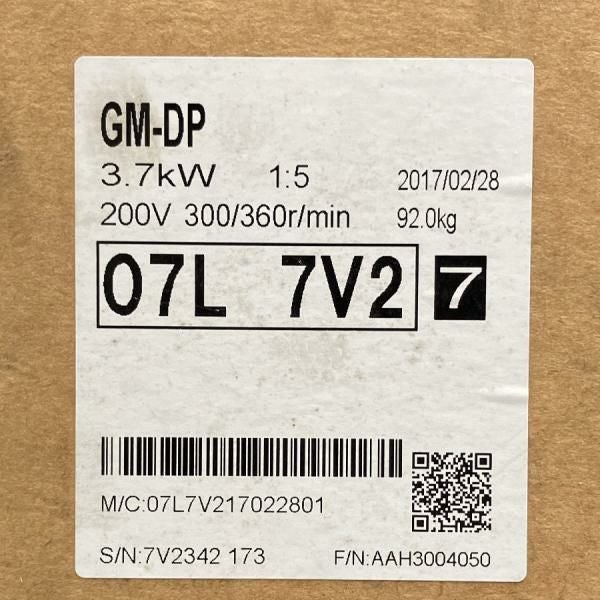 GM-DP
3.7kW 1:5 2017/02/28
200V 300/360r/min 92.0kg
07L 7V2 7
M/C:07L7V217022801
S/N:7V2342 173 F/N:AAH3004050